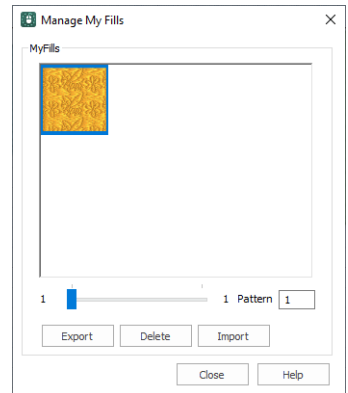 Manage My Fills
MyFills
1 1 Pattern 1
Export Delete Import
Close Help